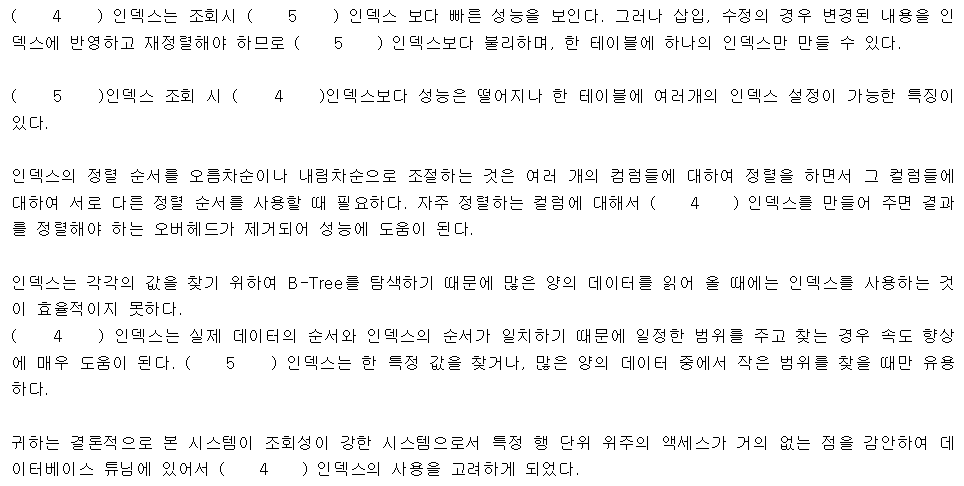 (    4    ) 인덱스는 조회시 (    5    ) 인덱스 보다 빠른 성능을 보인다. 그러나 삽입, 수정의 경우 변경된 내용을 인
덱스에 반영하고 재정렬해야 하므로 (    5    ) 인덱스보다 불리하며, 한 테이블에 하나의 인덱스만 만들 수 있다.
(    5    )인덱스 조회 시 (    4    )인덱스보다 성능은 떨어지나 한 테이블에 여러개의 인덱스 설정이 가능한 특징이
있다.
인덱스의 정렬 순서를 오름차순이나 내림차순으로 조절하는 것은 여러 개의 컴럼들에 대하여 정렬을 하면서 그 컬럼들에
대하여 서로 다른 정렬 순서를 사용할 때 필요하다. 자주 정렬하는 컬럼에 대해서 (    4    ) 인덱스를 만들어 주면 결과
를 정렬해야 하는 오버헤드가 제거되어 성능에 도움이 된다.
인덱스는 각각의 값을 찾기 위하여 B-Tree를 탐색하기 때문에 많은 양의 데이터를 읽어 올 때에는 인덱스를 사용하는 것
이 효율적이지 못하다.
(    4    ) 인덱스는 실제 데이터의 순서와 인덱스의 순서가 일치하기 때문에 일정한 범위를 주고 찾는 경우 속도 향상
에 매우 도움이 된다. (    5    ) 인덱스는 한 특정 값을 찾거나, 많은 양의 데이터 중에서 작은 범위를 찾을 때만 유용
하다.
귀하는 결론적으로 본 시스템이 조회성이 강한 시스템으로서 특정 행 단위 위주의 액세스가 거의 없는 점을 감안하여 데
이터베이스 튜닝에 있어서 (    4    ) 인덱스의 사용을 고려하게 되었다.